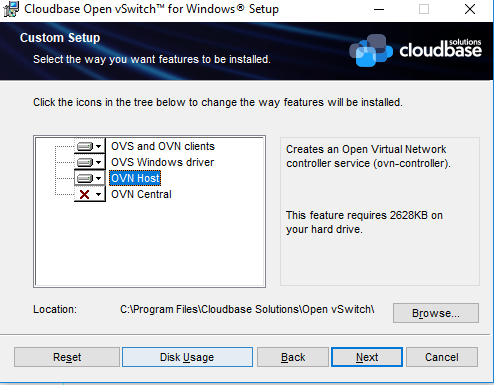 Cloudbase Open vSwitch™ for Windows® Setup
Custom Setup
Select the way you want features to be installed.
cloudbase solutions
Click the icons in the tree below to change the way features will be installed.
OVS and OVN clients
OVS Windows driver
OVN Host
OVN Central
Creates an Open Virtual Network
controller service (ovn-controller).
This feature requires 2628KB on
your hard drive.
Location: C:\Program Files\Cloudbase Solutions\Open vSwitch\
Browse...
Reset Disk Usage Back Next Cancel